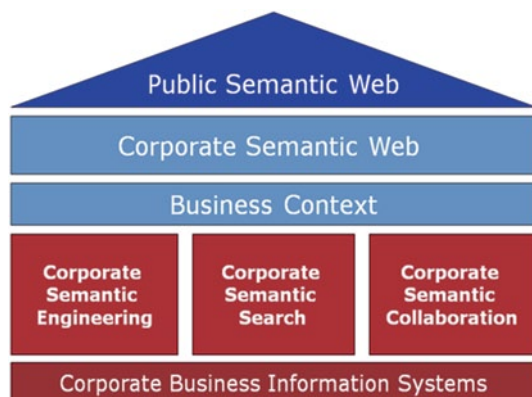 Public Semantic Web
Corporate Semantic Web
Business Context
Corporate
Semantic
Engineering
Corporate
Semantic
Search
Corporate
Semantic
Collaboration
Corporate Business Information Systems